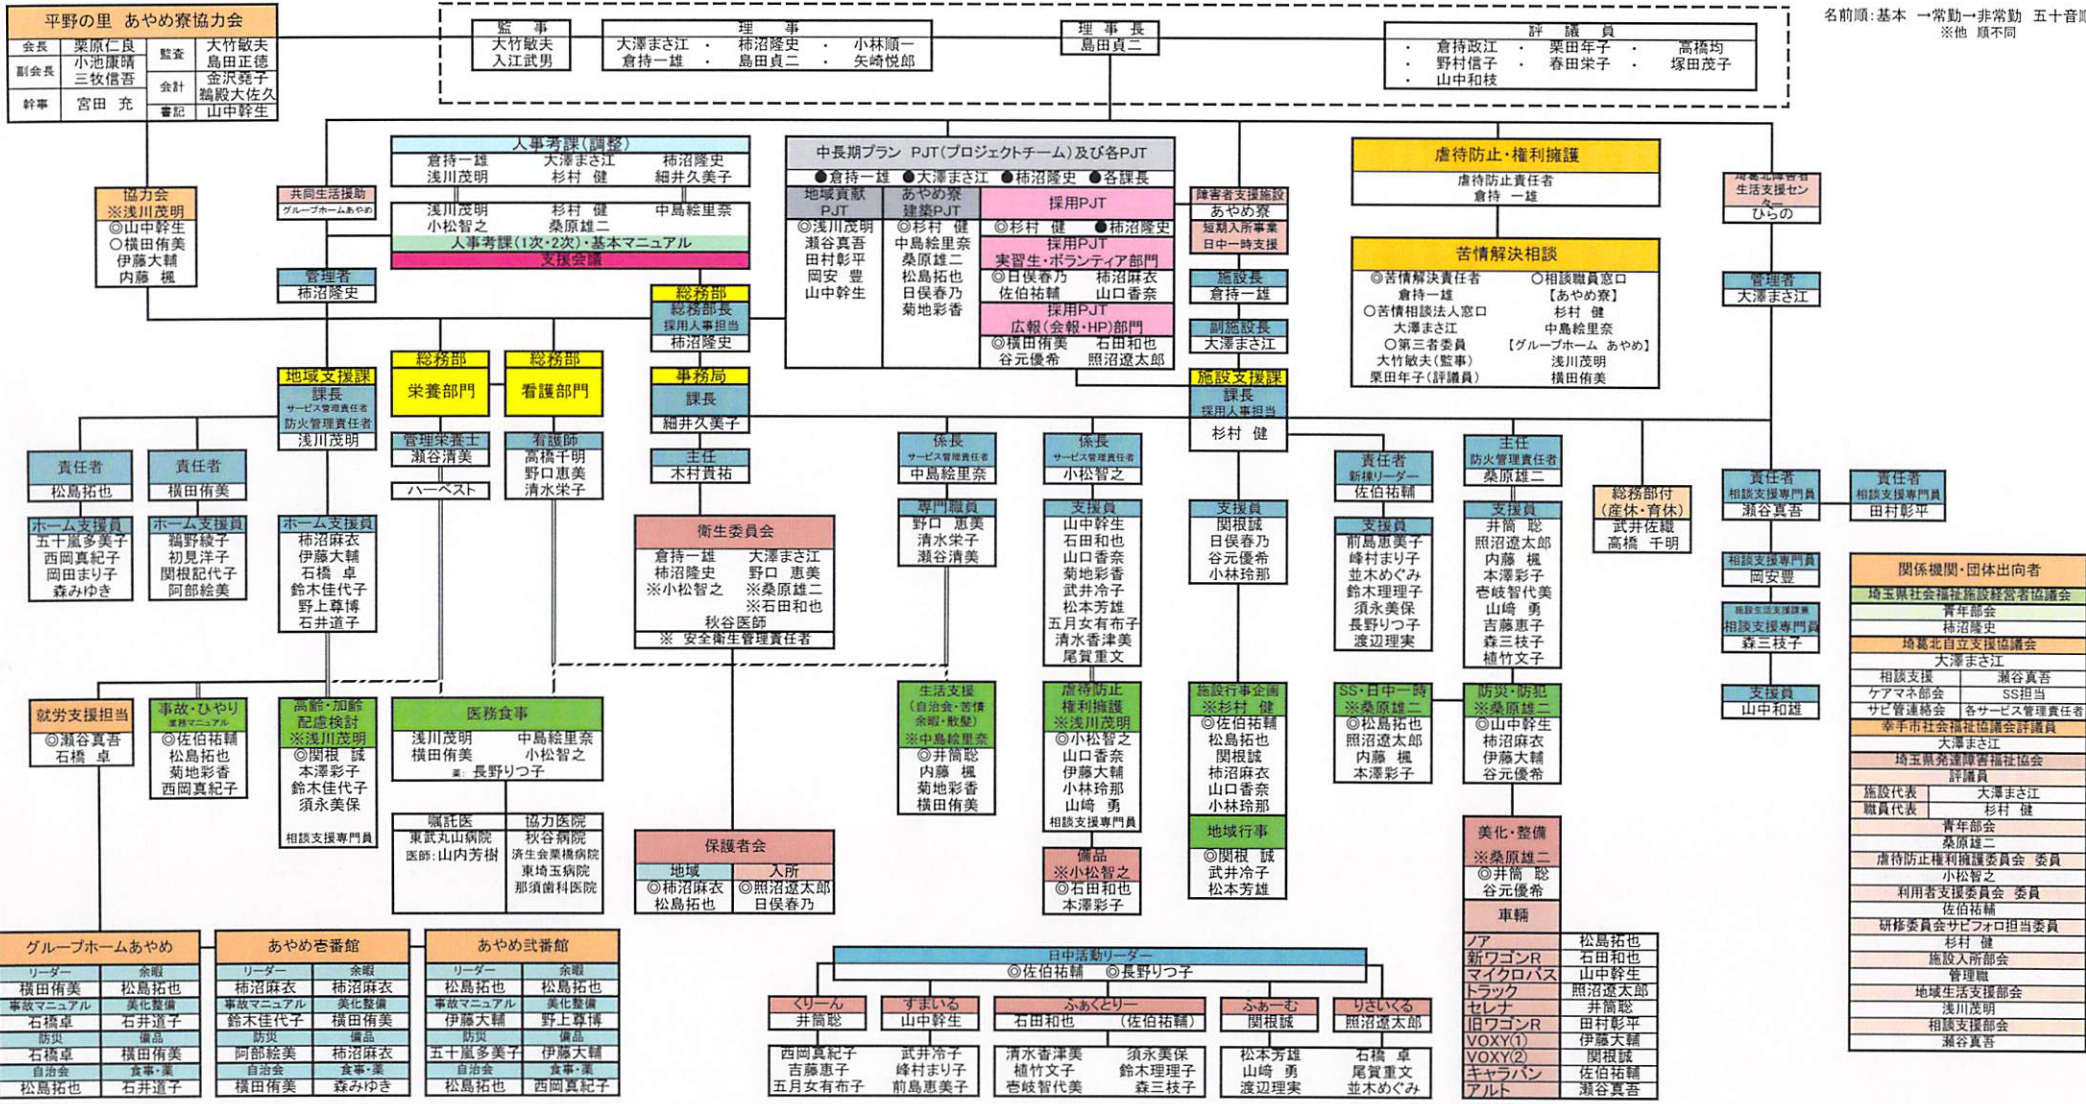 平野の里 あやめ寮協力会
会長 栗原仁良 監査 大竹敏夫
副会長 小池康晴 島田正徳
三牧信吾 会計 金沢発子
幹事 宮田 充 鵜殿大佐久
書記 山中幹生
監 事
大竹敏夫
入江武男
理 事
大澤まさ江 ・ 柿沼隆史 ・ 小林順一
倉持一雄 ・ 島田貞二 ・ 矢崎悦郎
理 事 長
島田貞二
評 議 員
・ 倉持政江 ・ 栗田年子 ・ 高橋均
・ 野村信子 ・ 春田栄子 ・ 塚田茂子
・ 山中和枝
名前順:基本 →常勤→非常勤 五十音順
※他 順不同
協力会
※浅川茂明
◎山中幹生
○横田侑美
伊藤大輔
内藤 楓
共同生活援助
グループホームあやめ
管理者
柿沼隆史
人事考課(調整)
倉持一雄 大澤まさ江 柿沼隆史
浅川茂明 杉村 健 細井久美子
浅川茂明 杉村 健 中島絵里奈
小松智之 桑原雄二
人事考課(1次・2次)・基本マニュアル
支援会議
中長期プラン PJT(プロジェクトチーム)及び各PJT
●倉持一雄 ●大澤まさ江 ●柿沼隆史 ●各課長
地域貢献
PJT
◎浅川茂明
瀬谷真吾
田村彰平
岡安 豊
山中幹生
あやめ寮
建築PJT
◎杉村 健
中島絵里奈
桑原雄二
松島拓也
日俣春乃
菊地彩香
採用PJT
◎杉村 健 ●柿沼隆史
採用PJT
実習生・ボランティア部門
◎日俣春乃 柿沼麻衣
佐伯祐輔 山口香奈
採用PJT
広報(会報・HP)部門
◎横田侑美 石田和也
谷元優希 照沼遼太郎
障害者支援施設
あやめ寮
短期入所事業
日中一時支援
施設長
倉持一雄
副施設長
大澤まさ江
虐待防止・権利擁護
虐待防止責任者
倉持 一雄
苦情解決相談
◎苦情解決責任者 ○相談職員窓口
倉持一雄 【あやめ寮】
○苦情相談法人窓口 杉村 健
大澤まさ江 中島絵里奈
○第三者委員 【グループホーム あやめ】
大竹敏夫(監事) 浅川茂明
栗田年子(評議員) 横田侑美
埼葛北障害者
生活支援セン
ター
ひらの
管理者
大澤まさ江
総務部
総務部長
採用人事担当
柿沼隆史
地域支援課
課長
サービス管理責任者
防火管理責任者
浅川茂明
総務部
栄養部門
管理栄養士
瀬谷清美
ハーベスト
総務部
看護部門
看護師
高橋千明
野口恵美
清水栄子
事務局
課長
細井久美子
主任
木村貴祐
施設支援課
課長
採用人事担当
杉村 健
責任者
松島拓也
ホーム支援員
五十嵐多美子
西岡真紀子
岡田まり子
森みゆき
責任者
横田侑美
ホーム支援員
鵜野綾子
初見洋子
関根記代子
阿部絵美
ホーム支援員
柿沼麻衣
伊藤大輔
石橋 卓
鈴木佳代子
野上尊博
石井道子
衛生委員会
倉持一雄 大澤まさ江
柿沼隆史 野口 恵美
※小松智之 ※桑原雄二
※石田和也
秋谷医師
※ 安全衛生管理責任者
係長
サービス管理責任者
中島絵里奈
専門職員
野口 恵美
清水栄子
瀬谷清美
係長
サービス管理責任者
小松智之
支援員
山中幹生
石田和也
山口香奈
菊地彩香
武井冷子
松本芳雄
五月女有布子
清水香津美
尾賀重文
支援員
関根誠
日俣春乃
谷元優希
小林玲那
責任者
新棟リーダー
佐伯祐輔
支援員
前島恵美子
峰村まり子
並木めぐみ
鈴木理理子
須永美保
長野りつ子
渡辺理実
主任
防火管理責任者
桑原雄二
支援員
井筒 聡
照沼遼太郎
内藤 楓
本澤彩子
壱岐智代美
山﨑 勇
吉藤恵子
森三枝子
植竹文子
総務部付
(産休・育休)
武井佐織
高橋 千明
責任者
相談支援専門員
瀬谷真吾
責任者
相談支援専門員
田村彰平
相談支援専門員
岡安豊
施設生活支援課兼
相談支援専門員
森三枝子
支援員
山中和雄
就労支援担当
◎瀬谷真吾
石橋 卓
事故・ひやり
業務マニュアル
◎佐伯祐輔
松島拓也
菊地彩香
西岡真紀子
高齢・加齢
配慮検討
※浅川茂明
◎関根 誠
本澤彩子
鈴木佳代子
須永美保
相談支援専門員
医務食事
浅川茂明 中島絵里奈
横田侑美 小松智之
薬: 長野りつ子
嘱託医
東武丸山病院
医師:山内芳樹
協力医院
秋谷病院
済生会栗橋病院
東埼玉病院
那須歯科医院
保護者会
地域 入所
◎柿沼麻衣 ◎照沼遼太郎
松島拓也 日俣春乃
生活支援
(自治会・苦情
余暇・散髪)
※中島絵里奈
◎井筒聡
内藤 楓
菊地彩香
横田侑美
虐待防止
権利擁護
※浅川茂明
◎小松智之
山口香奈
伊藤大輔
小林玲那
山﨑 勇
相談支援専門員
備品
※小松智之
◎石田和也
本澤彩子
施設行事企画
※杉村 健
◎佐伯祐輔
松島拓也
関根誠
柿沼麻衣
山口香奈
小林玲那
地域行事
◎関根 誠
武井冷子
松本芳雄
SS・日中一時
※桑原雄二
◎松島拓也
照沼遼太郎
内藤 楓
本澤彩子
防災・防犯
※桑原雄二
◎山中幹生
柿沼麻衣
伊藤大輔
谷元優希
美化・整備
※桑原雄二
◎井筒 聡
谷元優希
車輛
ノア 松島拓也
新ワゴンR 石田和也
マイクロバス 山中幹生
トラック 照沼遼太郎
セレナ 井筒聡
旧ワゴンR 田村彰平
VOXY① 伊藤大輔
VOXY② 関根誠
キャラバン 佐伯祐輔
アルト 瀬谷真吾
関係機関・団体出向者
埼玉県社会福祉施設経営者協議会
青年部会
柿沼隆史
埼葛北自立支援協議会
大澤まさ江
相談支援 瀬谷真吾
ケアマネ部会 SS担当
サビ管連絡会 各サービス管理責任者
幸手市社会福祉協議会評議員
大澤まさ江
埼玉県発達障害福祉協会
評議員
施設代表 大澤まさ江
職員代表 杉村 健
青年部会
桑原雄二
虐待防止権利擁護委員会 委員
小松智之
利用者支援委員会 委員
佐伯祐輔
研修委員会サビフォロ担当委員
杉村 健
施設入所部会
管理職
地域生活支援部会
浅川茂明
相談支援部会
瀬谷真吾
グループホームあやめ
リーダー 余暇
横田侑美 松島拓也
事故マニュアル 美化整備
石橋卓 石井道子
防災 備品
石橋卓 横田侑美
自治会 食事・薬
松島拓也 石井道子
あやめ壱番館
リーダー 余暇
柿沼麻衣 柿沼麻衣
事故マニュアル 美化整備
鈴木佳代子 横田侑美
防災 備品
阿部絵美 柿沼麻衣
自治会 食事・薬
横田侑美 森みゆき
あやめ弐番館
リーダー 余暇
松島拓也 松島拓也
事故マニュアル 美化整備
伊藤大輔 野上尊博
防災 備品
五十嵐多美子 伊藤大輔
自治会 食事・薬
松島拓也 西岡真紀子
日中活動リーダー
◎佐伯祐輔 ◎長野りつ子
くりーん
井筒聡
すまいる
山中幹生
ふぁくとりー
石田和也 (佐伯祐輔)
ふぁーむ
関根誠
りさいくる
照沼遼太郎
西岡真紀子 武井冷子
吉藤恵子 峰村まり子
五月女有布子 前島恵美子
清水香津美 須永美保
植竹文子 鈴木理理子
壱岐智代美 森三枝子
松本芳雄 石橋 卓
山﨑 勇 尾賀重文
渡辺理実 並木めぐみ